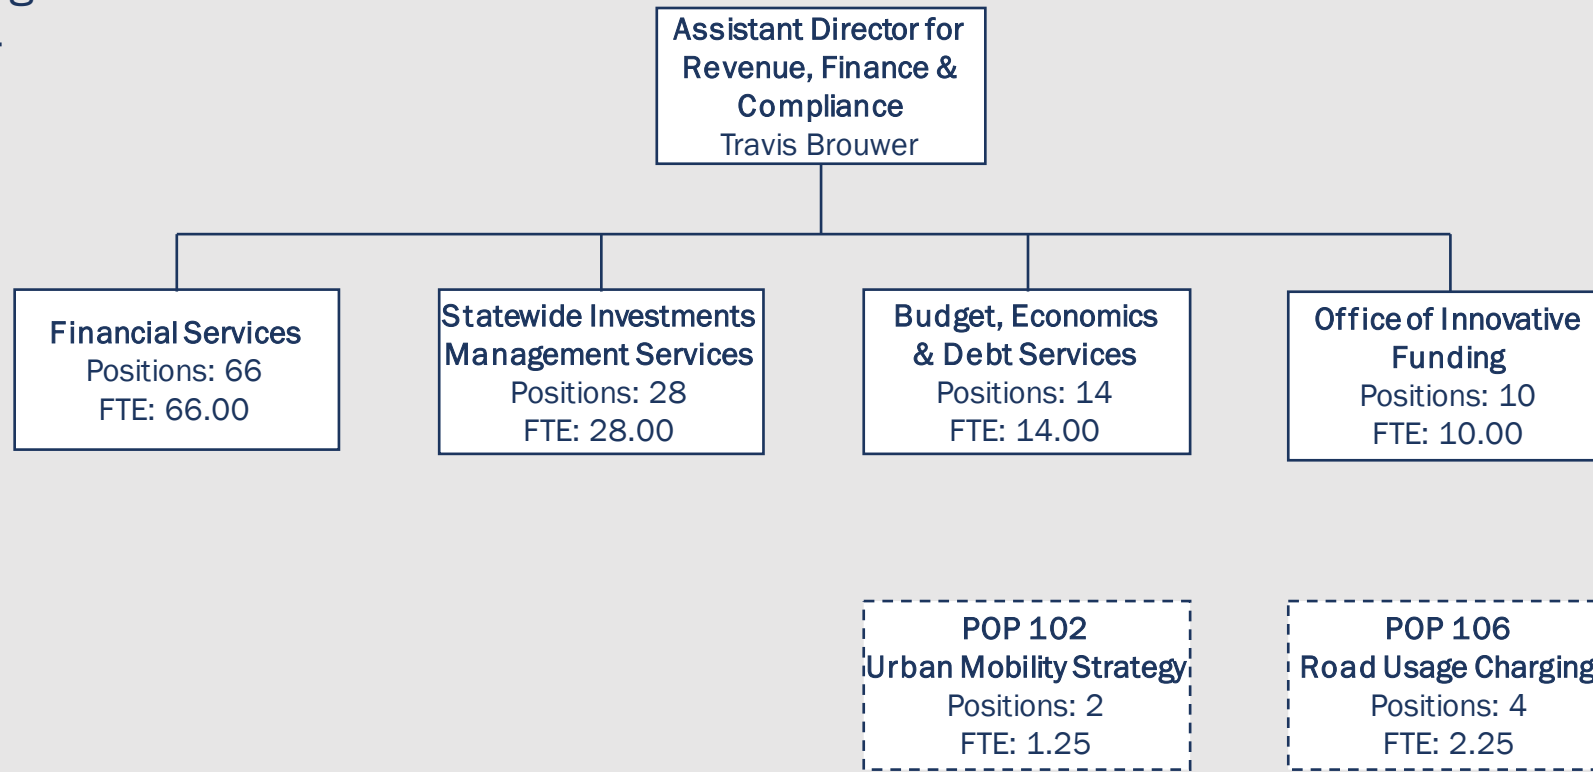 g
Assistant Director for
Revenue, Finance &
Compliance
Travis Brouwer
Financial Services
Positions: 66
FTE: 66.00
Statewide Investments
Management Services
Positions: 28
FTE: 28.00
Budget, Economics
& Debt Services
Positions: 14
FTE: 14.00
Office of Innovative
Funding
Positions: 10
FTE: 10.00
POP 102
Urban Mobility Strategy
Positions: 2
FTE: 1.25
POP 106
Road Usage Charging
Positions: 4
FTE: 2.25